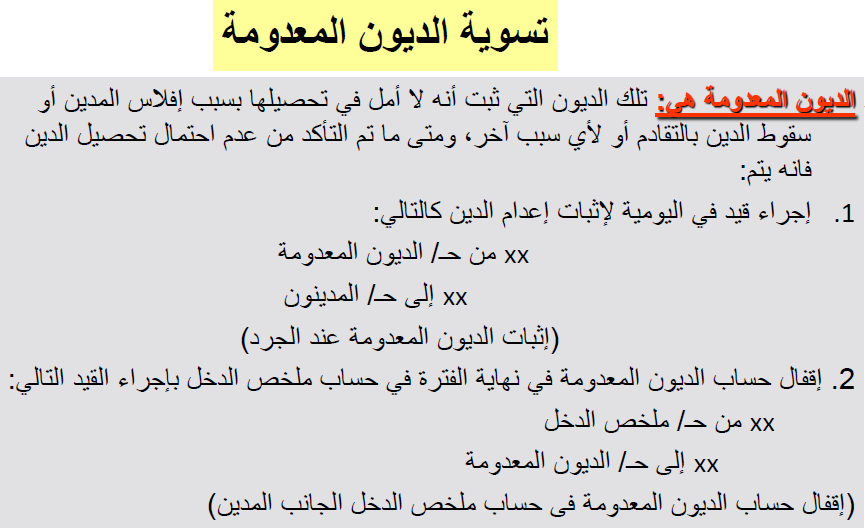 تسوية الديون المعدومة
الديون المعدومة هي: تلك الديون التي ثبت أنه لا أمل في تحصيلها بسبب إفلاس المدين أو
سقوط الدين بالتقادم أو لأي سبب آخر، ومتى ما تم التأكد من عدم احتمال تحصيل الدين
فانه يتم:
1. إجراء قيد في اليومية لإثبات إعدام الدين كالتالي:
xx من حـ/ الديون المعدومة
xx إلى حـ/ المدينون
(إثبات الديون المعدومة عند الجرد)
2. إقفال حساب الديون المعدومة في نهاية الفترة في حساب ملخص الدخل بإجراء القيد التالي:
xx من حـ/ ملخص الدخل
xx إلى حـ/ الديون المعدومة
(إقفال حساب الديون المعدومة فى حساب ملخص الدخل الجانب المدين)